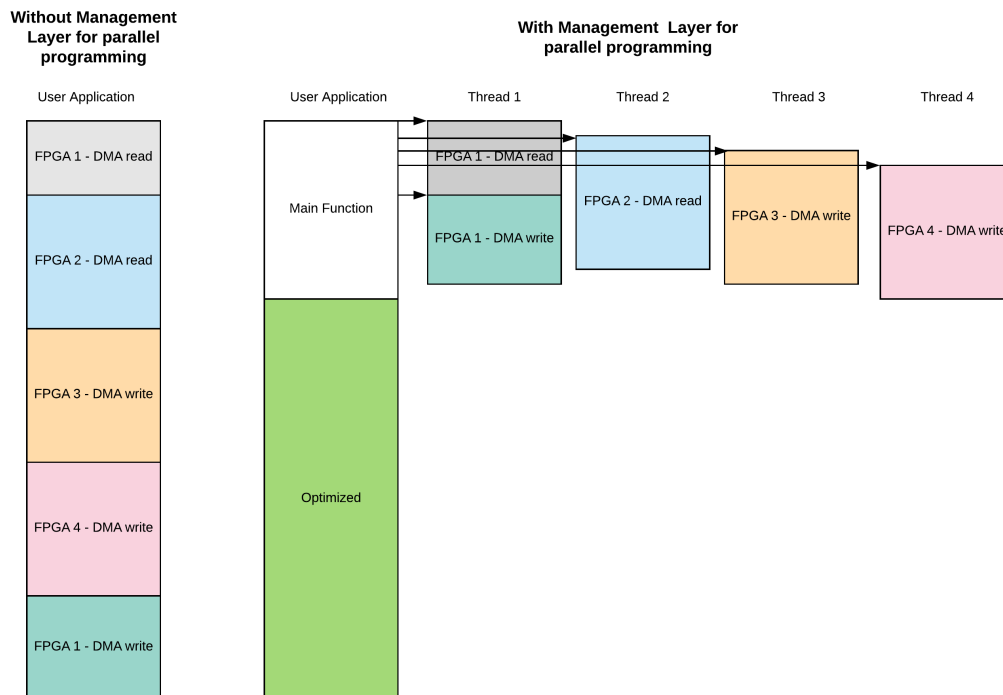 Without Management
Layer for parallel
programming
With Management Layer for
parallel programming
User Application
User Application
Thread 1
Thread 2
Thread 3
Thread 4
FPGA 1 - DMA read
FPGA 2 - DMA read
FPGA 3 - DMA write
FPGA 4 - DMA write
FPGA 1 - DMA write
Main Function
Optimized
FPGA 1 - DMA read
FPGA 1 - DMA write
FPGA 2 - DMA read
FPGA 3 - DMA write
FPGA 4 - DMA write